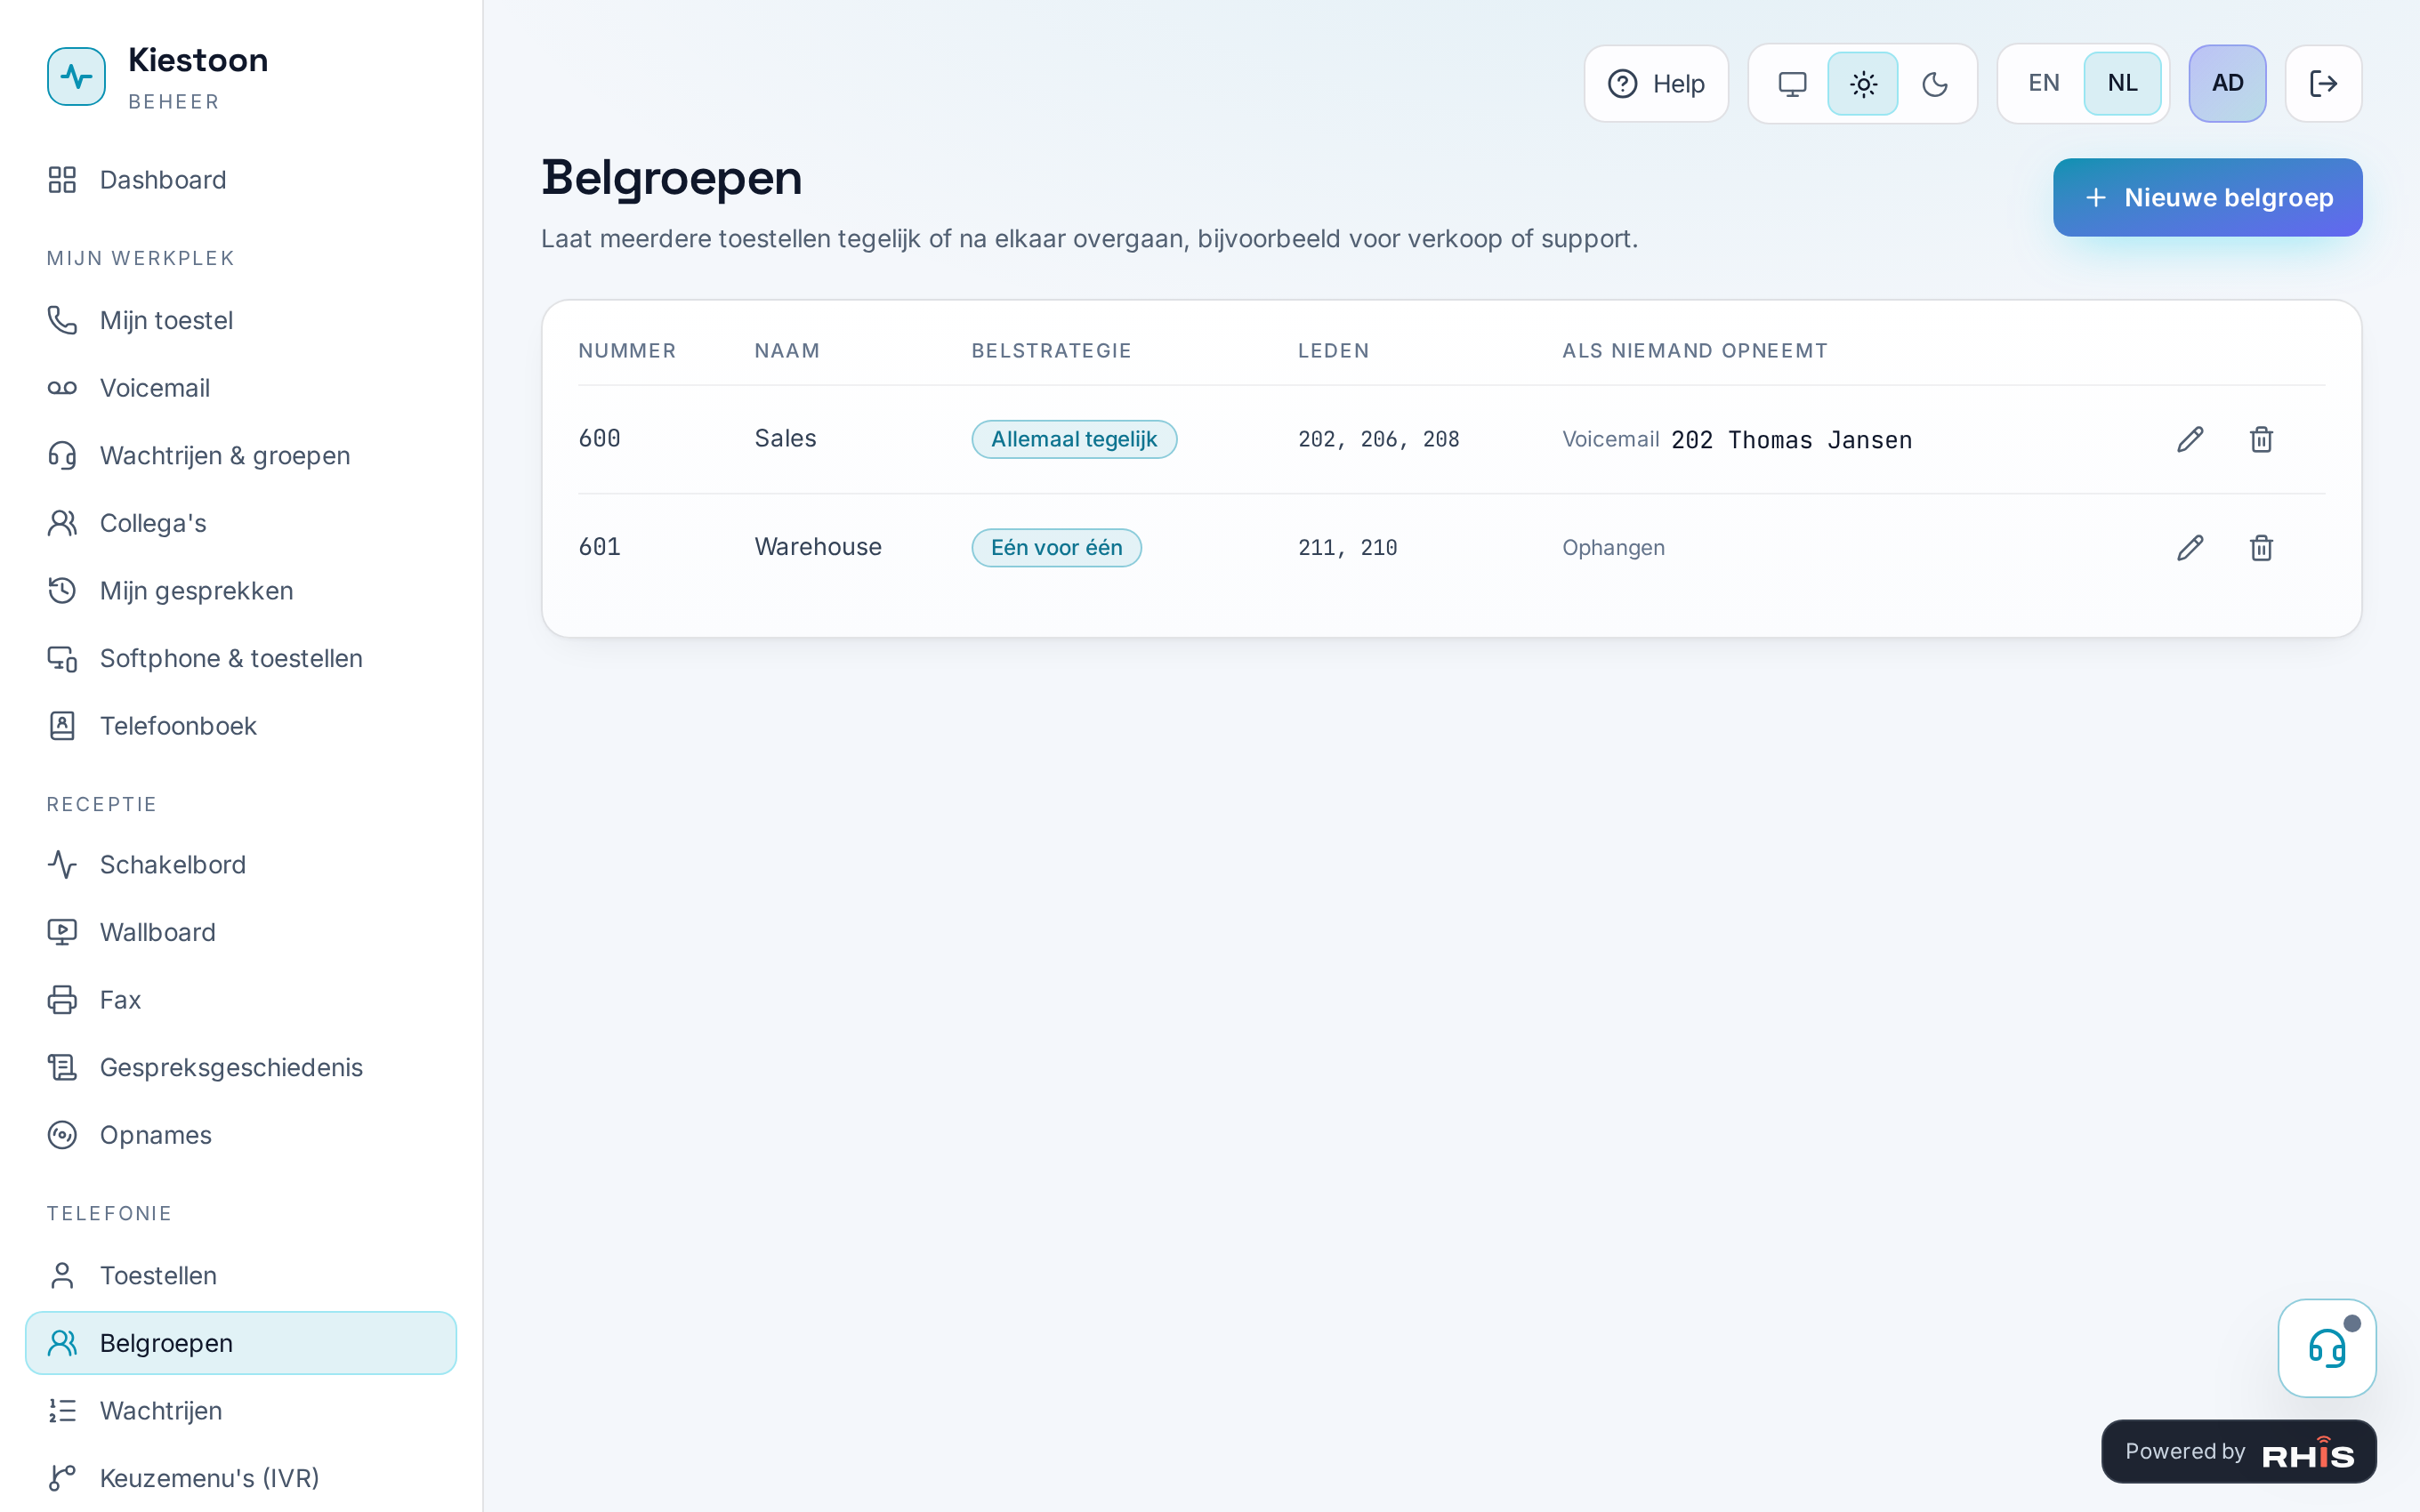 Kiestoon
BEHEER
Dashboard
MIJN WERKPLEK
Mijn toestel
Voicemail
Wachtrijen & groepen
Collega's
Mijn gesprekken
Softphone & toestellen
Telefoonboek
RECEPTIE
Schakelbord
Wallboard
Fax
Gespreksgeschiedenis
Opnames
TELEFONIE
Toestellen
Belgroepen
Wachtrijen
Keuzemenu's (IVR)
Help EN NL AD
Belgroepen
Nieuwe belgroep
Laat meerdere toestellen tegelijk of na elkaar overgaan, bijvoorbeeld voor verkoop of support.
NUMMER NAAM BELSTRATEGIE LEDEN ALS NIEMAND OPNEEMT
600 Sales Allemaal tegelijk 202, 206, 208 Voicemail 202 Thomas Jansen
601 Warehouse Eén voor één 211, 210 Ophangen
Powered by RHIS